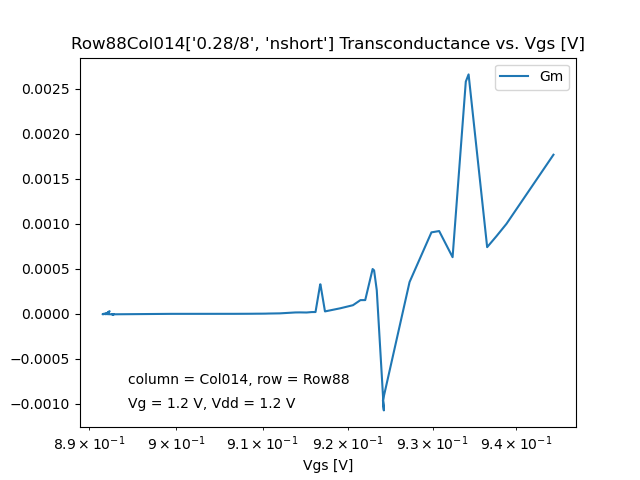 Row88Col014['0.28/8', 'nshort'] Transconductance vs. Vgs [V]
Gm
0.0025
0.0020
0.0015
0.0010
0.0005
0.0000
−0.0005
−0.0010
column = Col014, row = Row88
Vg = 1.2 V, Vdd = 1.2 V
8.9 × 10⁻¹ 9 × 10⁻¹ 9.1 × 10⁻¹ 9.2 × 10⁻¹ 9.3 × 10⁻¹ 9.4 × 10⁻¹
Vgs [V]